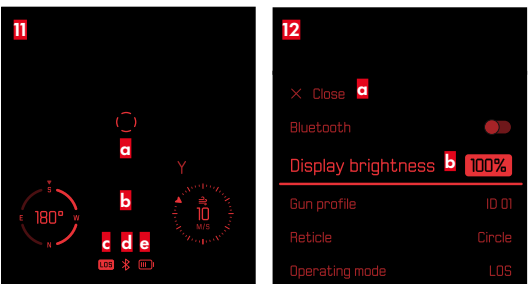 11
a
Y
b
S
E 180° W
N
10
M/S
c d e
LOS
12
× Close a
Bluetooth
Display brightness b 100%
Gun profile ID 01
Reticle Circle
Operating mode LOS